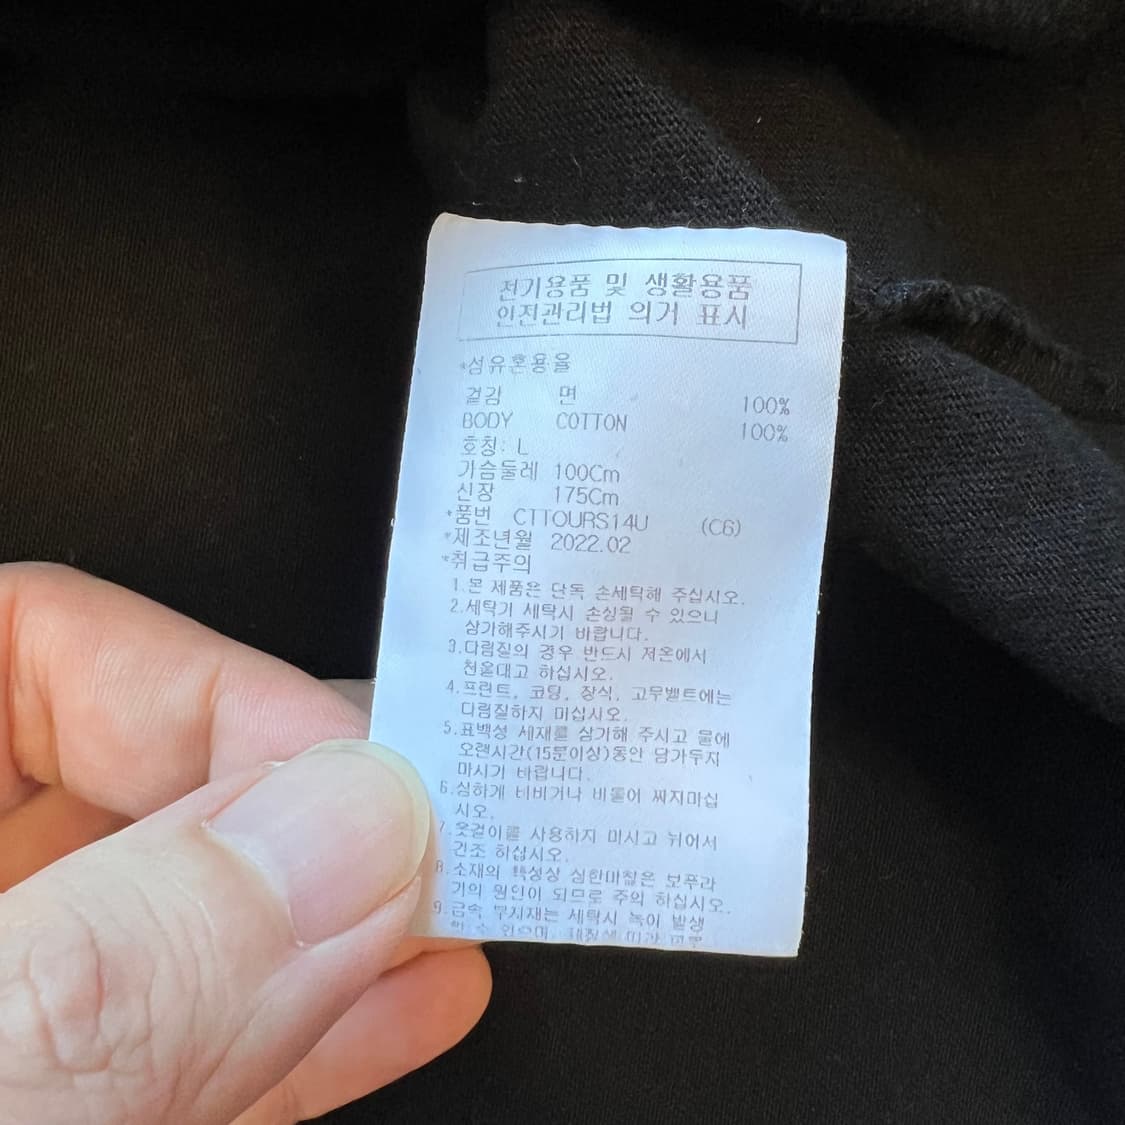 전기용품 및 생활용품
안전관리법 의거 표시
*섬유혼용율
겉감 면 100%
BODY COTTON 100%
호칭: L
가슴둘레 100Cm
신장 175Cm
*품번 CTTOURS14U (C6)
*제조년월 2022.02
*취급주의
1.본 제품은 단독 손세탁해 주십시오.
2.세탁기 세탁시 손상될 수 있으니
삼가해주시기 바랍니다.
3.다림질의 경우 반드시 저온에서
천을대고 하십시오.
4.프린트, 코팅, 장식, 고무벨트에는
다림질하지 마십시오.
5.표백성 세제를 삼가해 주시고 물에
오랜시간(15분이상)동안 담가두지
마시기 바랍니다.
6.심하게 비비거나 비틀어 짜지마십
시오.
7.옷걸이를 사용하지 마시고 뉘어서
건조 하십시오.
8.소재의 특성상 심한마찰은 보푸라
기의 원인이 되므로 주의 하십시오.
9.금속 부자재는 세탁시 녹이 발생
할 수 있으며,